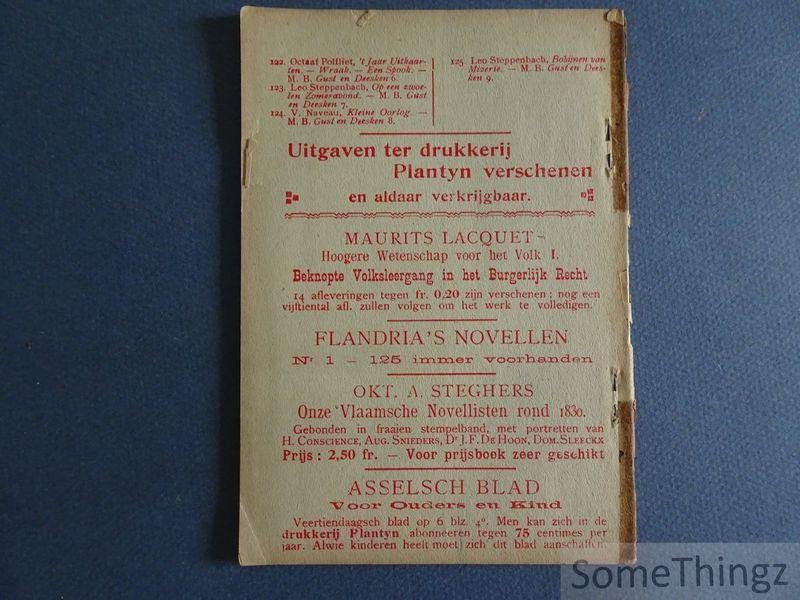 122. Octaaf Polfliet, 't Jaar Uithaar-
ten. — Wraak. — Een Spook. —
M. B. Gust en Deesken 6.
123. Leo Steppenbach, Op een zwoe-
len Zomeravond. — M. B. Gust
en Deesken 7.
124. V. Naveau, Kleine Oorlog. —
M. B. Gust en Deesken 8.
125 Leo Steppenbach, Bobijnen van
Mizerie. — M. B. Gust en Dees-
ken 9.
Uitgaven ter drukkerij
Plantyn verschenen
en aldaar verkrijgbaar.
MAURITS LACQUET
Hoogere Wetenschap voor het Volk I.
Beknopte Volksleergang in het Burgerlijk Recht
14 afleveringen tegen fr. 0,20 zijn verschenen; nog een
vijftiental afl. zullen volgen om het werk te volledigen.
FLANDRIA'S NOVELLEN
Nr 1 - 125 immer voorhanden
OKT. A. STEGHERS
Onze Vlaamsche Novellisten rond 1830.
Gebonden in fraaien stempelband, met portretten van
H. Conscience, Aug. Snieders, Dr J. F. De Hoon, Dom. Sleeckx
Prijs : 2,50 fr. — Voor prijsboek zeer geschikt
ASSELSCH BLAD
Voor Ouders en Kind
Veertiendaagsch blad op 6 blz. 4°. Men kan zich in de
drukkerij Plantyn abonneeren tegen 75 centimes per
jaar. Alwie kinderen heeft moet zich dit blad aanschaffen.
SomeThingz